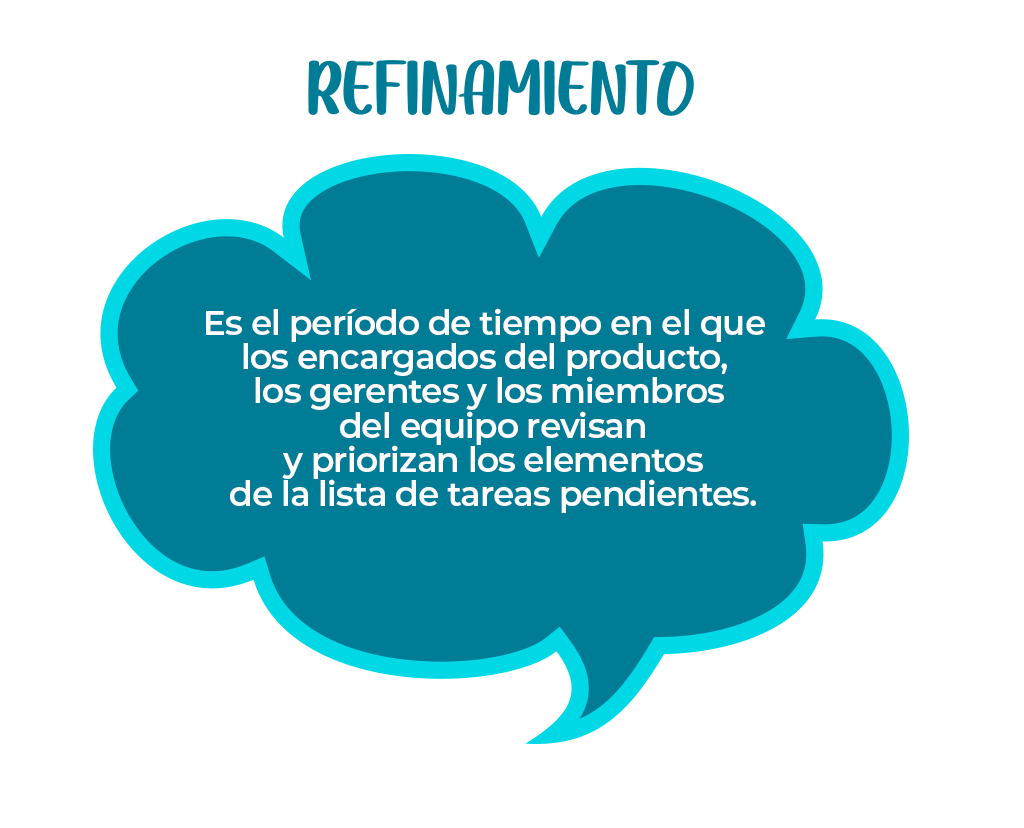 REFINAMIENTO
Es el período de tiempo en el que
los encargados del producto,
los gerentes y los miembros
del equipo revisan
y priorizan los elementos
de la lista de tareas pendientes.